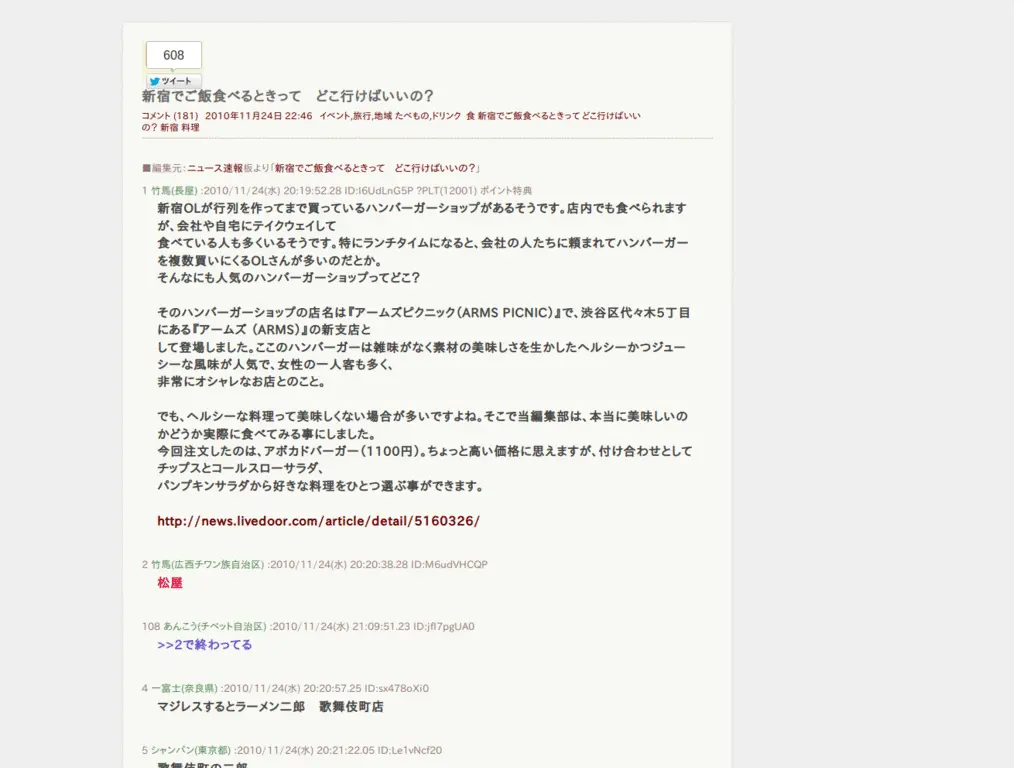 608
ツイート
新宿でご飯食べるときって　どこ行けばいいの？
コメント (181)  2010年11月24日 22:46  イベント,旅行,地域 たべもの,ドリンク  食 新宿でご飯食べるときって どこ行けばいい
の？ 新宿 料理
■編集元：ニュース速報板より「新宿でご飯食べるときって　どこ行けばいいの？」
1 竹馬(長屋) :2010/11/24(水) 20:19:52.28 ID:I6UdLnG5P ?PLT(12001) ポイント特典
新宿OLが行列を作ってまで買っているハンバーガーショップがあるそうです。店内でも食べられます
が、会社や自宅にテイクウェイして
食べている人も多くいるそうです。特にランチタイムになると、会社の人たちに頼まれてハンバーガー
を複数買いにくるOLさんが多いのだとか。
そんなにも人気のハンバーガーショップってどこ？
そのハンバーガーショップの店名は『アームズピクニック（ARMS PICNIC）』で、渋谷区代々木5丁目
にある『アームズ （ARMS）』の新支店と
して登場しました。ここのハンバーガーは雑味がなく素材の美味しさを生かしたヘルシーかつジュー
シーな風味が人気で、女性の一人客も多く、
非常にオシャレなお店とのこと。
でも、ヘルシーな料理って美味しくない場合が多いですよね。そこで当編集部は、本当に美味しいの
かどうか実際に食べてみる事にしました。
今回注文したのは、アボカドバーガー（1100円）。ちょっと高い価格に思えますが、付け合わせとして
チップスとコールスローサラダ、
パンプキンサラダから好きな料理をひとつ選ぶ事ができます。
http://news.livedoor.com/article/detail/5160326/
2 竹馬(広西チワン族自治区) :2010/11/24(水) 20:20:38.28 ID:M6udVHCQP
松屋
108 あんこう(チベット自治区) :2010/11/24(水) 21:09:51.23 ID:jfl7pgUA0
>>2で終わってる
4 一富士(奈良県) :2010/11/24(水) 20:20:57.25 ID:sx478oXi0
マジレスするとラーメン二郎　歌舞伎町店
5 シャンパン(東京都) :2010/11/24(水) 20:21:22.05 ID:Le1vNcf20
歌舞伎町の二郎